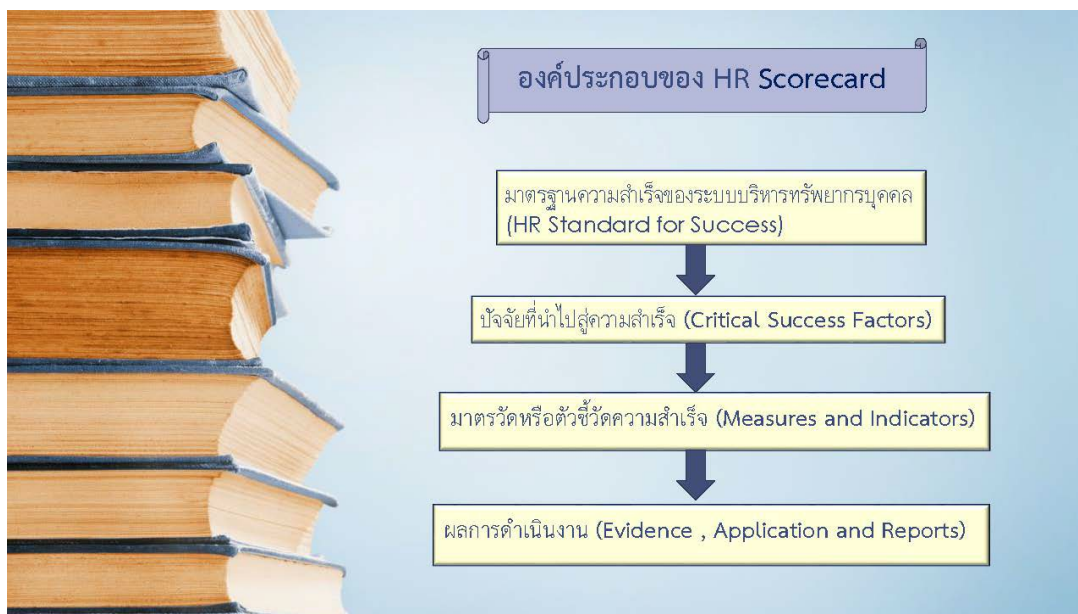 องค์ประกอบของ HR Scorecard
มาตรฐานความสำเร็จของระบบบริหารทรัพยากรบุคคล
(HR Standard for Success)
ปัจจัยที่นำไปสู่ความสำเร็จ (Critical Success Factors)
มาตรวัดหรือตัวชี้วัดความสำเร็จ (Measures and Indicators)
ผลการดำเนินงาน (Evidence , Application and Reports)